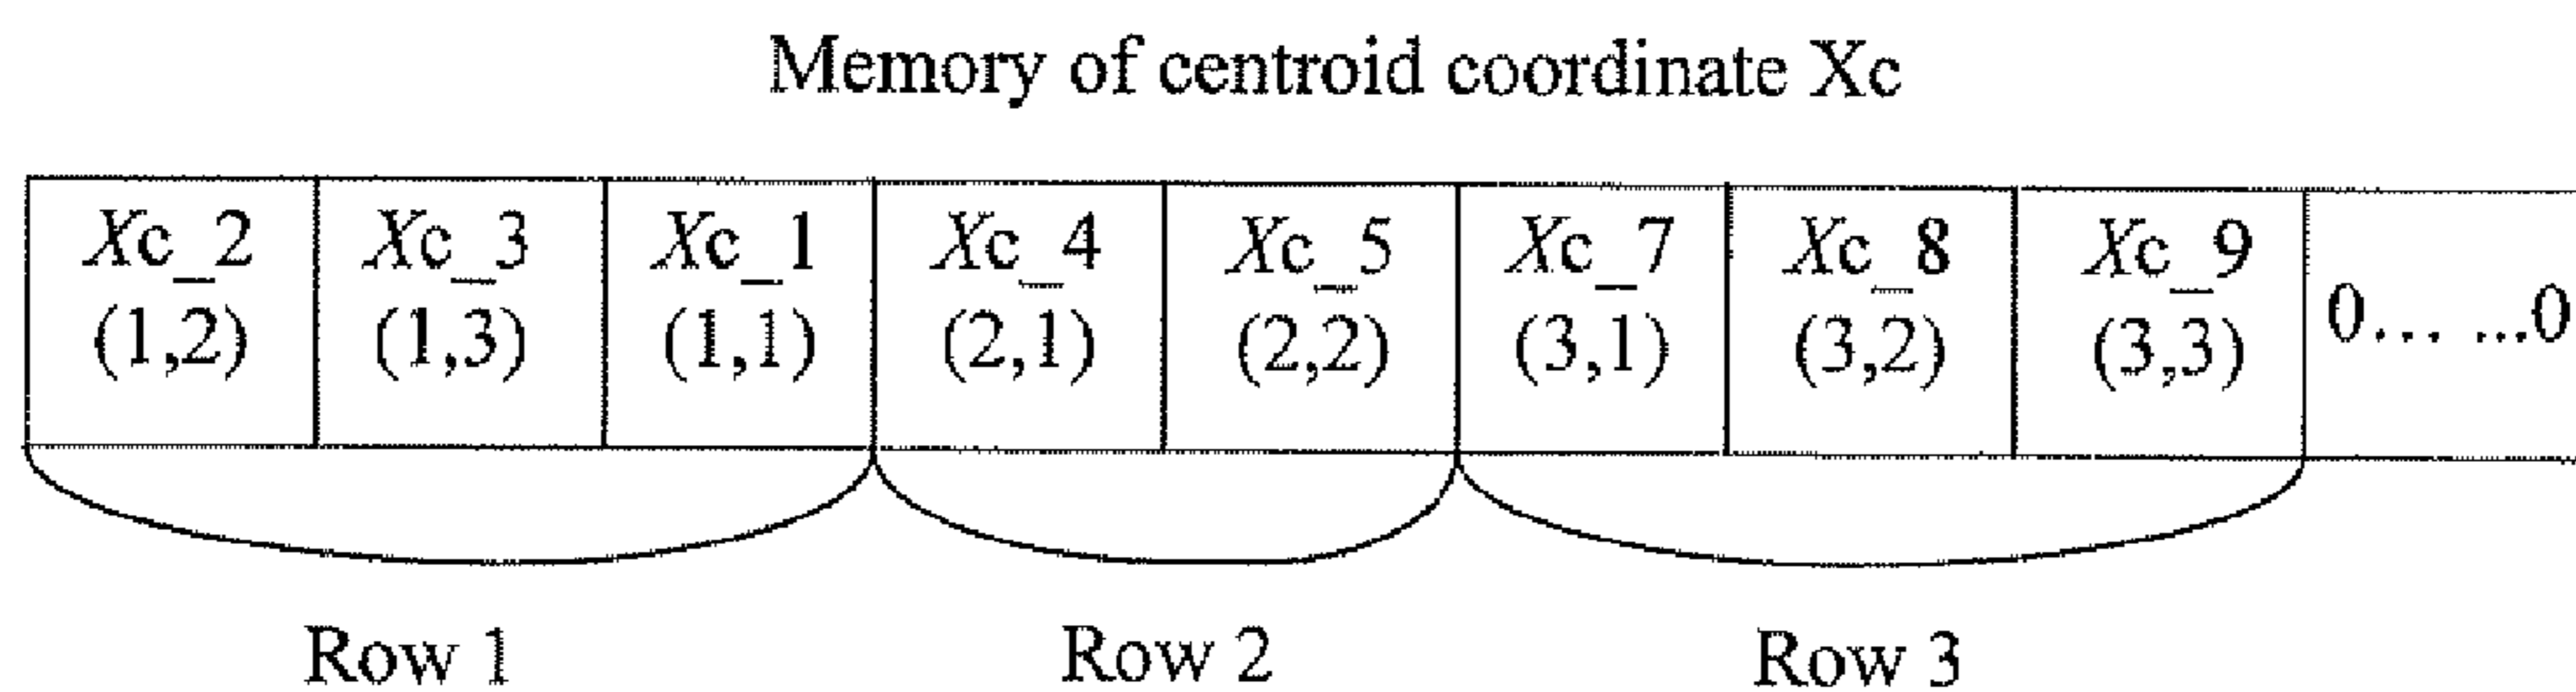 Memory of centroid coordinate Xc
Xc_2 Xc_3 Xc_1 Xc_4 Xc_5 Xc_7 Xc_8 Xc_9
(1,2) (1,3) (1,1) (2,1) (2,2) (3,1) (3,2) (3,3) 0... ...0
Row 1 Row 2 Row 3